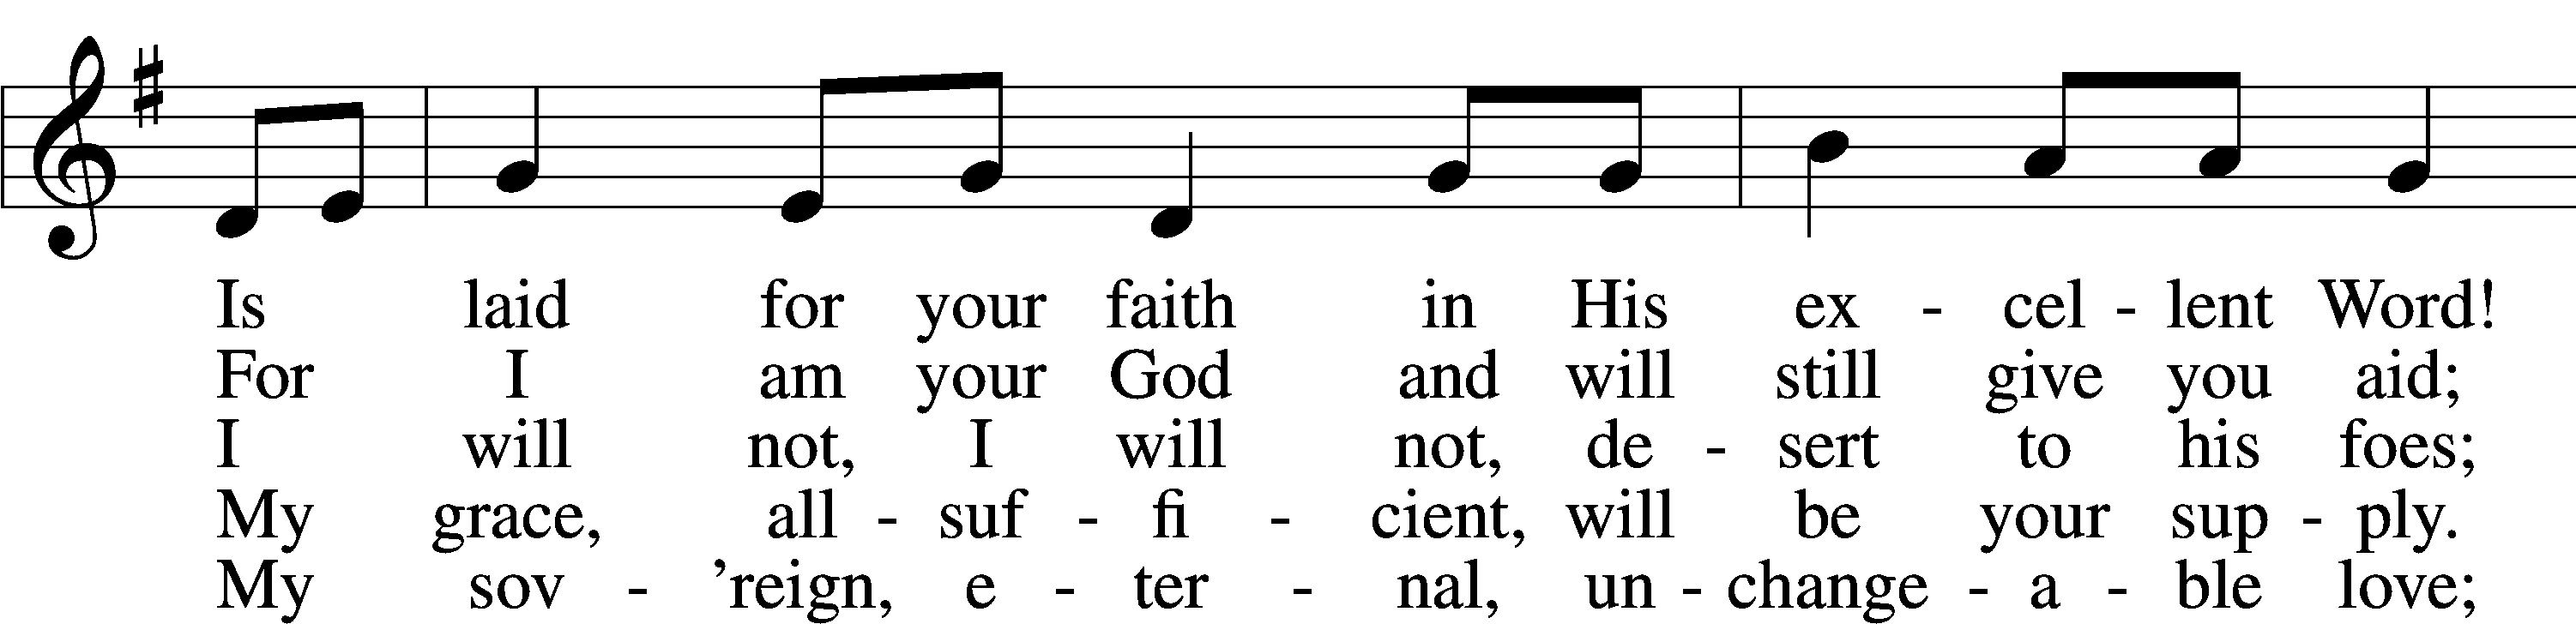 Is laid for your faith in His ex - cel - lent Word!
For I am your God and will still give you aid;
I will not, I will not, de - sert to his foes;
My grace, all - suf - fi - cient, will be your sup - ply.
My sov - 'reign, e - ter - nal, un - change - a - ble love;